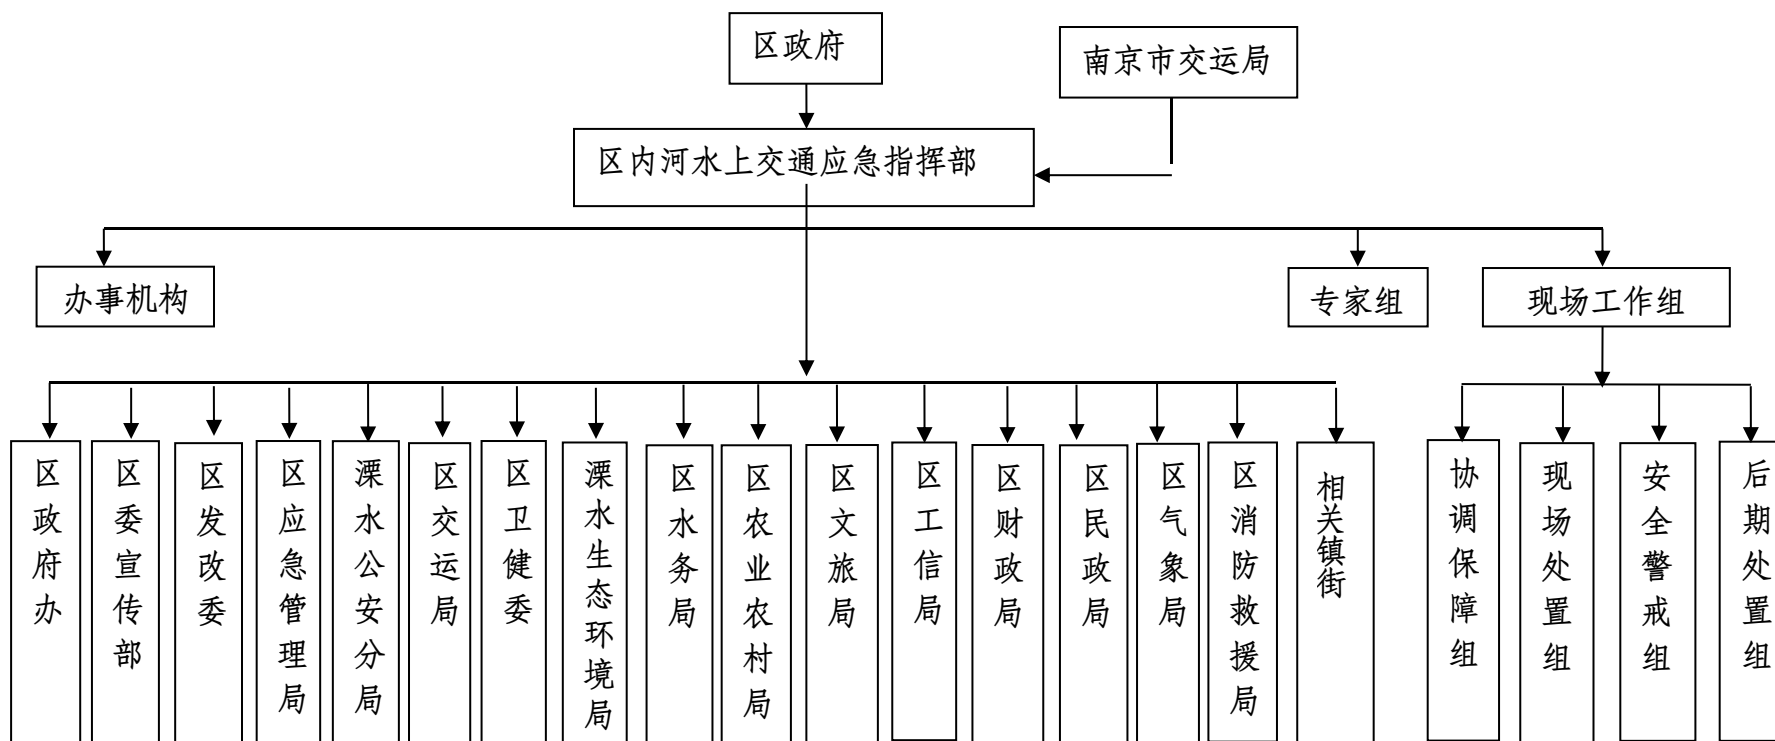 区政府
南京市交运局
区内河水上交通应急指挥部
办事机构
专家组
现场工作组
区政府办
区委宣传部
区发改委
区应急管理局
溧水公安分局
区交运局
区卫健委
溧水生态环境局
区水务局
区农业农村局
区文旅局
区工信局
区财政局
区民政局
区气象局
区消防救援局
相关镇街
协调保障组
现场处置组
安全警戒组
后期处置组